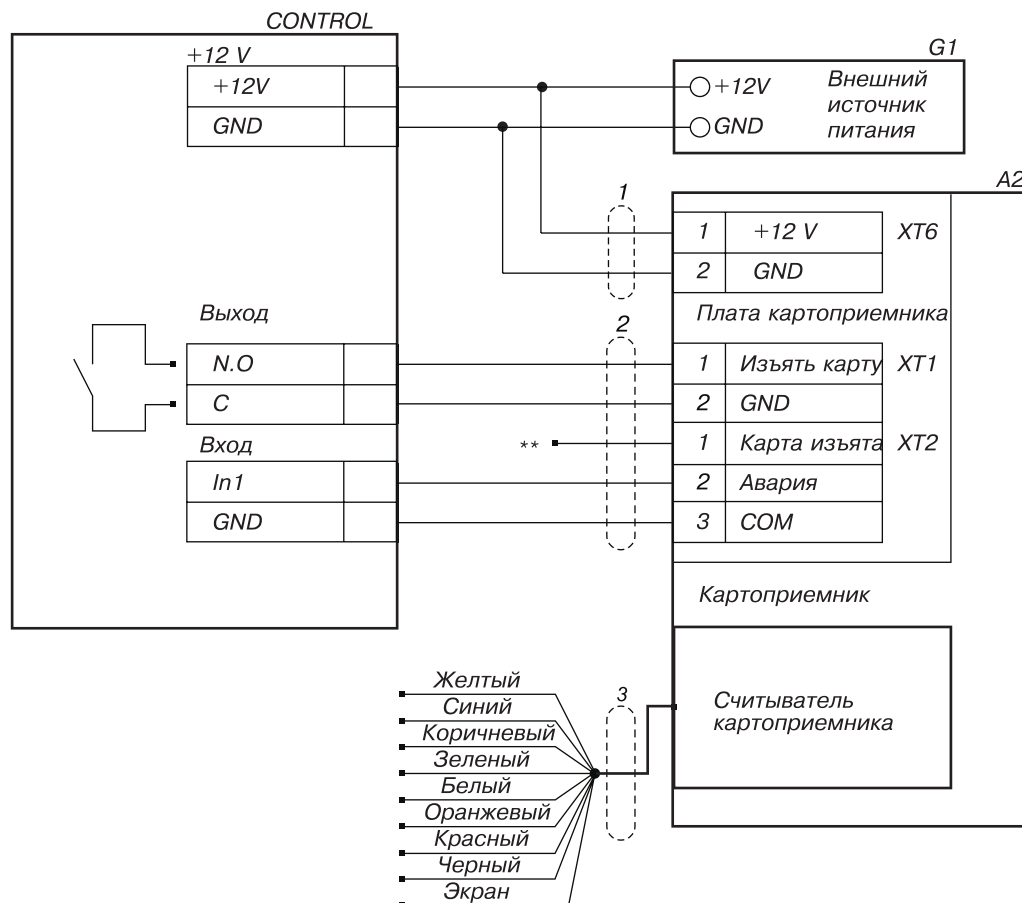 CONTROL
+12 V
+12V
GND
G1
+12V
GND
Внешний
источник
питания
A2
1
1
+12 V
XT6
2
GND
Плата картоприемника
Выход
N.O
C
2
1
Изъять карту
XT1
2
GND
**
1
Карта изъята
XT2
Вход
In1
GND
2
Авария
3
COM
Картоприемник
Считыватель
картоприемника
3
Желтый
Синий
Коричневый
Зеленый
Белый
Оранжевый
Красный
Черный
Экран